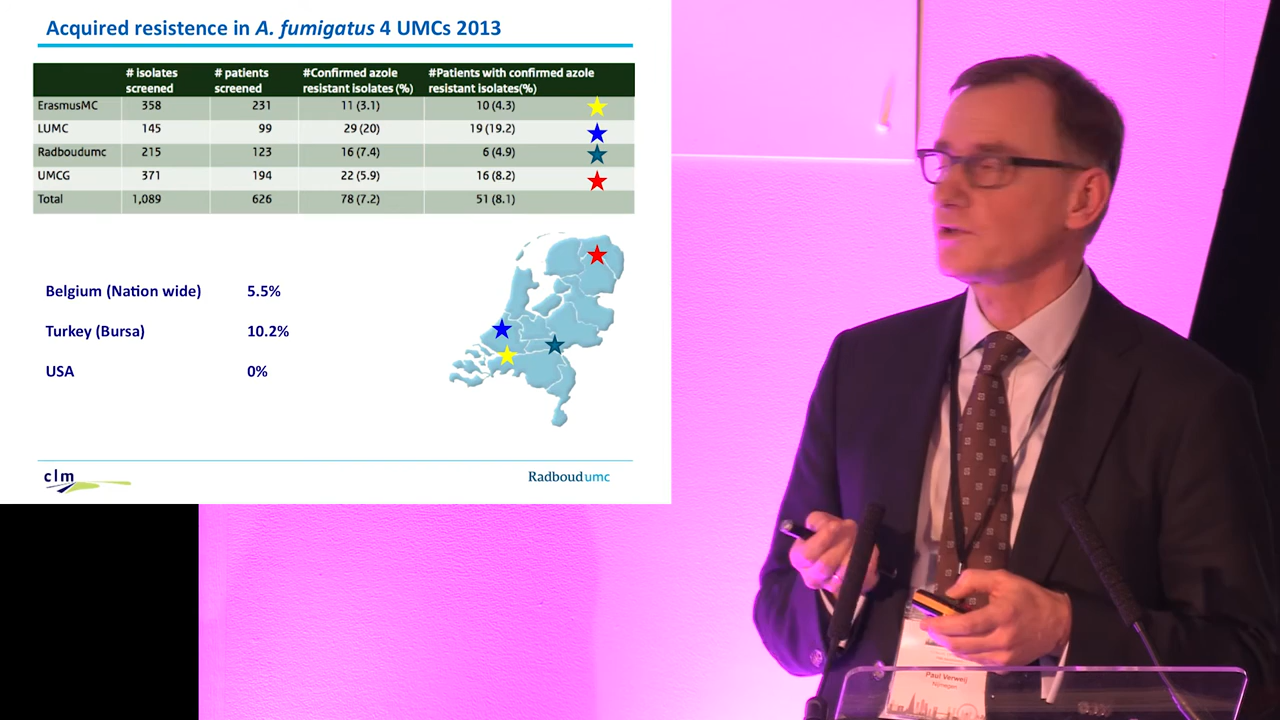 Acquired resistence in A. fumigatus 4 UMCs 2013
# isolates screened # patients screened #Confirmed azole resistant isolates (%) #Patients with confirmed azole resistant isolates(%)
ErasmusMC 358 231 11 (3.1) 10 (4.3)
LUMC 145 99 29 (20) 19 (19.2)
Radboudumc 215 123 16 (7.4) 6 (4.9)
UMCG 371 194 22 (5.9) 16 (8.2)
Total 1,089 626 78 (7.2) 51 (8.1)
Belgium (Nation wide) 5.5%
Turkey (Bursa) 10.2%
USA 0%
clm Radboudumc
Paul Verweij
Nijmegen